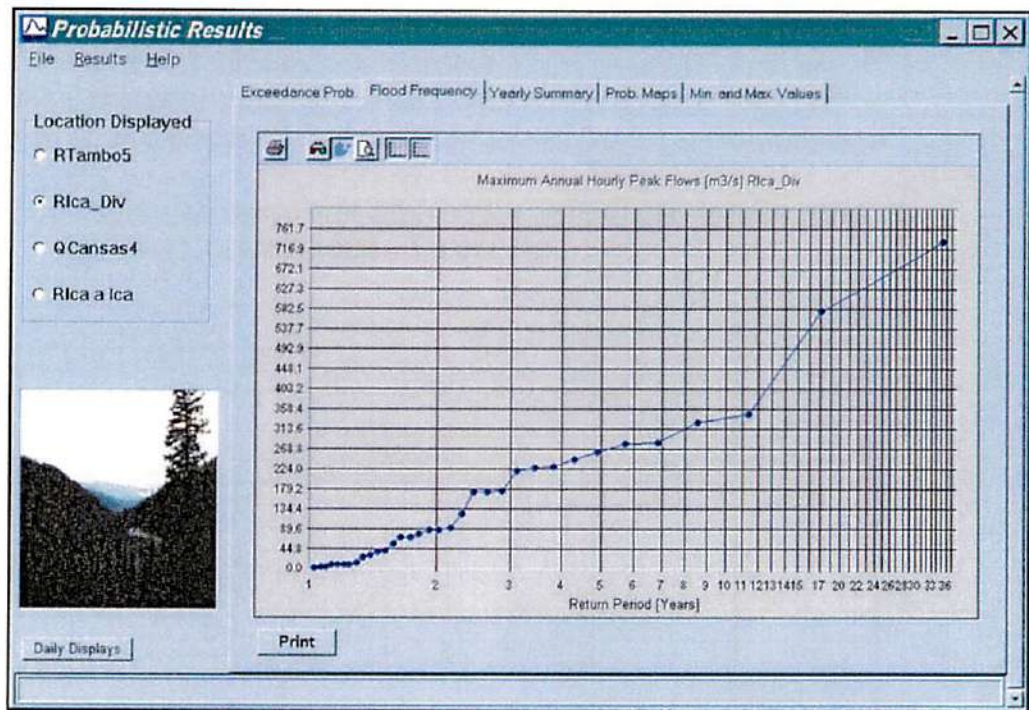 Probabilistic Results
File Results Help
Exceedance Prob. Flood Frequency Yearly Summary Prob. Maps Min. and Max. Values
Location Displayed
RTambo5
RIca_Div
QCansas4
RIca a Ica
Maximum Annual Hourly Peak Flows [m3/s] RIca_Div
761.7
716.9
672.1
627.3
582.5
537.7
492.9
448.1
403.2
358.4
313.6
268.8
224.0
179.2
134.4
89.6
44.8
0.0
1 2 3 4 5 6 7 8 9 10 11 12 13 14 15 17 20 22 24 26 28 30 33 36
Return Period [Years]
Daily Displays
Print